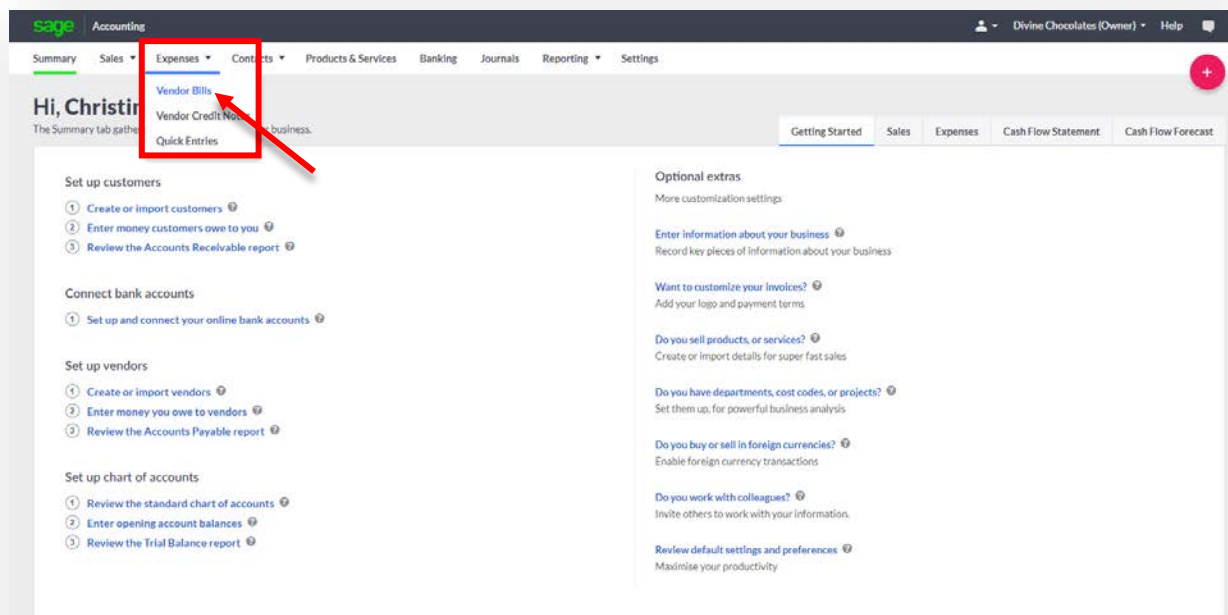 sage Accounting Divine Chocolates (Owner) Help
Summary Sales Expenses Contacts Products & Services Banking Journals Reporting Settings
+
Vendor Bills
Vendor Credit Notes
Quick Entries
Hi,
The Summary tab business.
Getting Started Sales Expenses Cash Flow Statement Cash Flow Forecast
Set up customers
1 Create or import customers ?
2 Enter money customers owe to you ?
3 Review the Accounts Receivable report ?
Connect bank accounts
1 Set up and connect your online bank accounts ?
Set up vendors
1 Create or import vendors ?
2 Enter money you owe to vendors ?
3 Review the Accounts Payable report ?
Set up chart of accounts
1 Review the standard chart of accounts ?
2 Enter opening account balances ?
3 Review the Trial Balance report ?
Optional extras
More customization settings
Enter information about your business ?
Record key pieces of information about your business
Want to customize your invoices? ?
Add your logo and payment terms
Do you sell products, or services? ?
Create or import details for super fast sales
Do you have departments, cost codes, or projects? ?
Set them up, for powerful business analysis
Do you buy or sell in foreign currencies? ?
Enable foreign currency transactions
Do you work with colleagues? ?
Invite others to work with your information.
Review default settings and preferences ?
Maximise your productivity